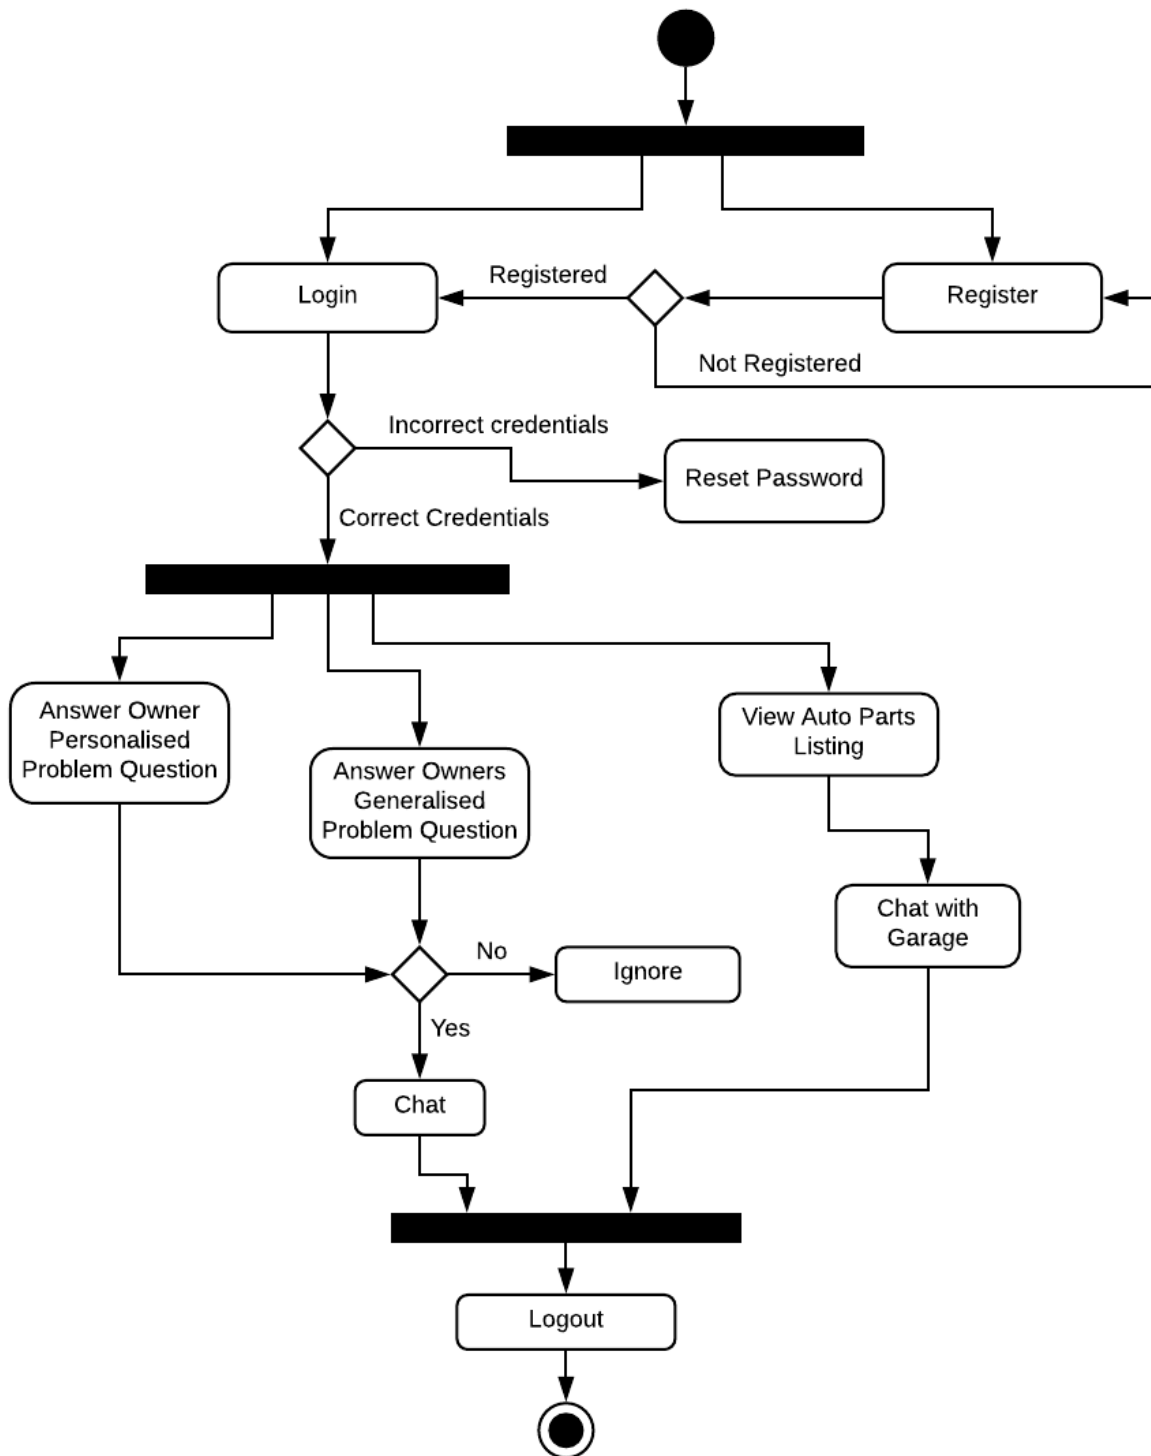 Login
Registered
Register
Not Registered
Incorrect credentials
Reset Password
Correct Credentials
Answer Owner
Personalised
Problem Question
Answer Owners
Generalised
Problem Question
View Auto Parts
Listing
Chat with
Garage
No
Ignore
Yes
Chat
Logout